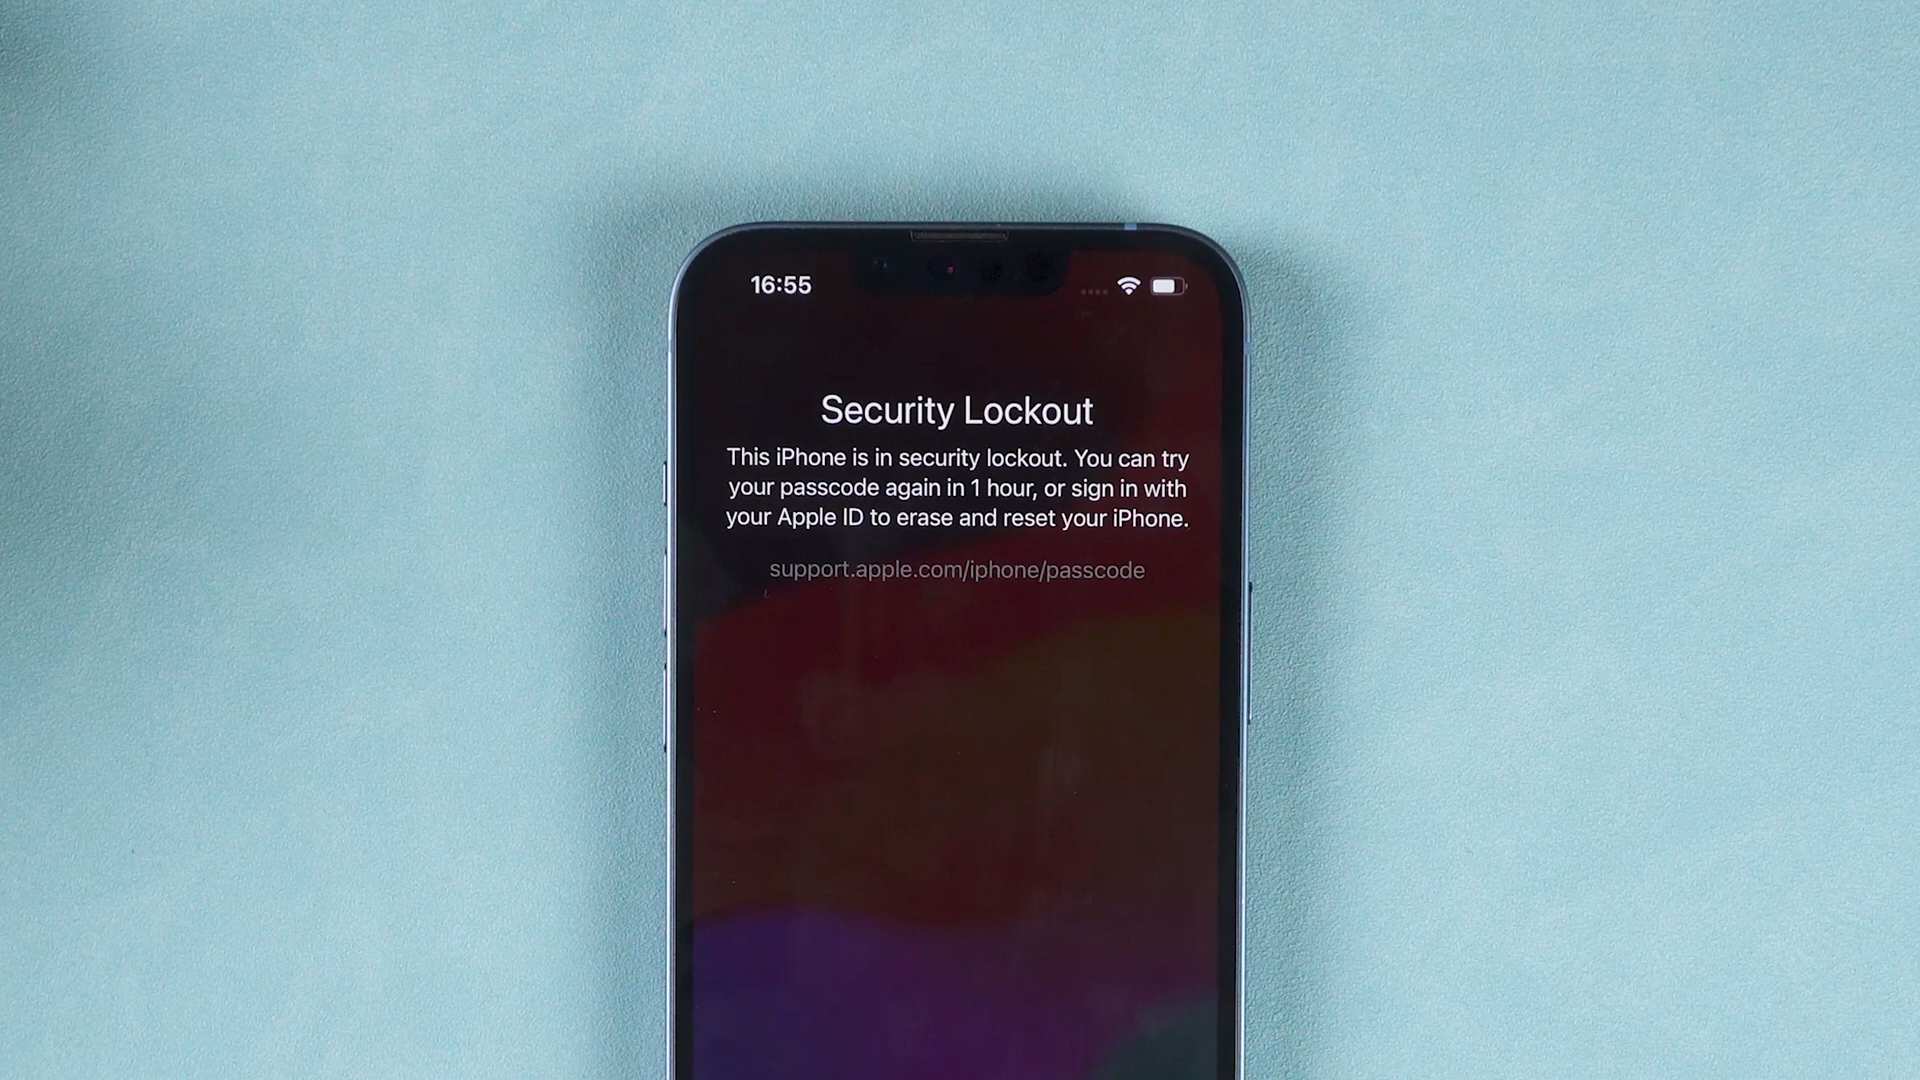 16:55
Security Lockout
This iPhone is in security lockout. You can try
your passcode again in 1 hour, or sign in with
your Apple ID to erase and reset your iPhone.
support.apple.com/iphone/passcode